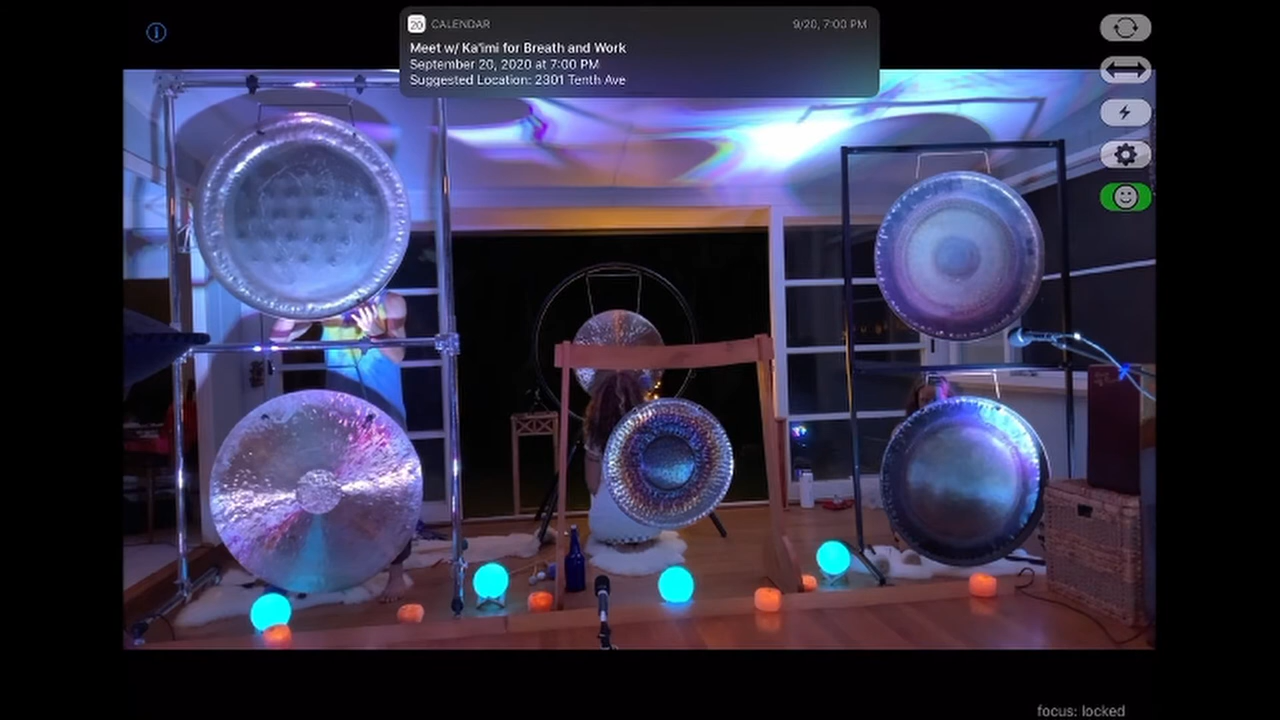 20 CALENDAR 9/20, 7:00 PM
Meet w/ Ka'imi for Breath and Work
September 20, 2020 at 7:00 PM
Suggested Location: 2301 Tenth Ave
focus: locked